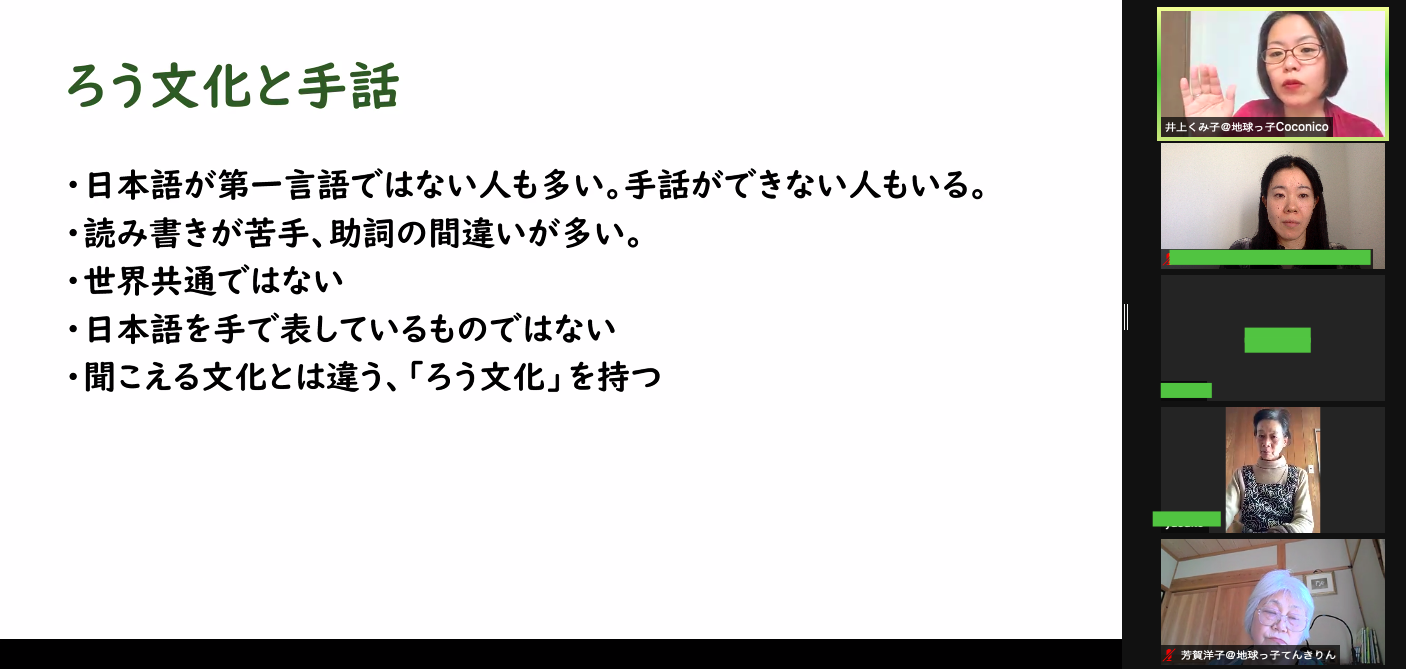 ろう文化と手話
・日本語が第一言語ではない人も多い。手話ができない人もいる。
・読み書きが苦手、助詞の間違いが多い。
・世界共通ではない
・日本語を手で表しているものではない
・聞こえる文化とは違う、「ろう文化」を持つ
井上くみ子@地球っ子Coconico
芳賀洋子@地球っ子てんきりん